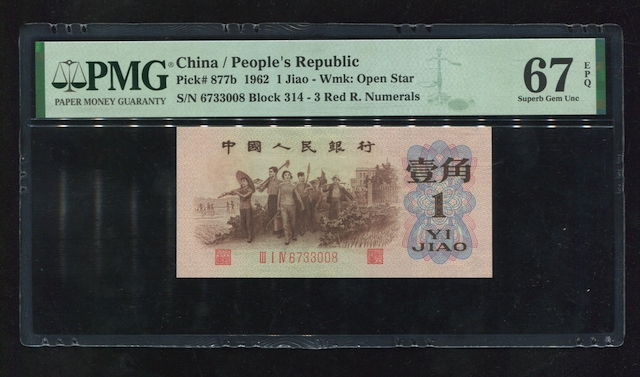 PMG
PAPER MONEY GUARANTY
China / People's Republic
Pick# 877b 1962 1 Jiao - Wmk: Open Star
S/N 6733008 Block 314 - 3 Red R. Numerals
67
EPQ
Superb Gem Unc
中國人民銀行
壹角
1
YI
JIAO
Ⅲ Ⅰ Ⅳ 6733008